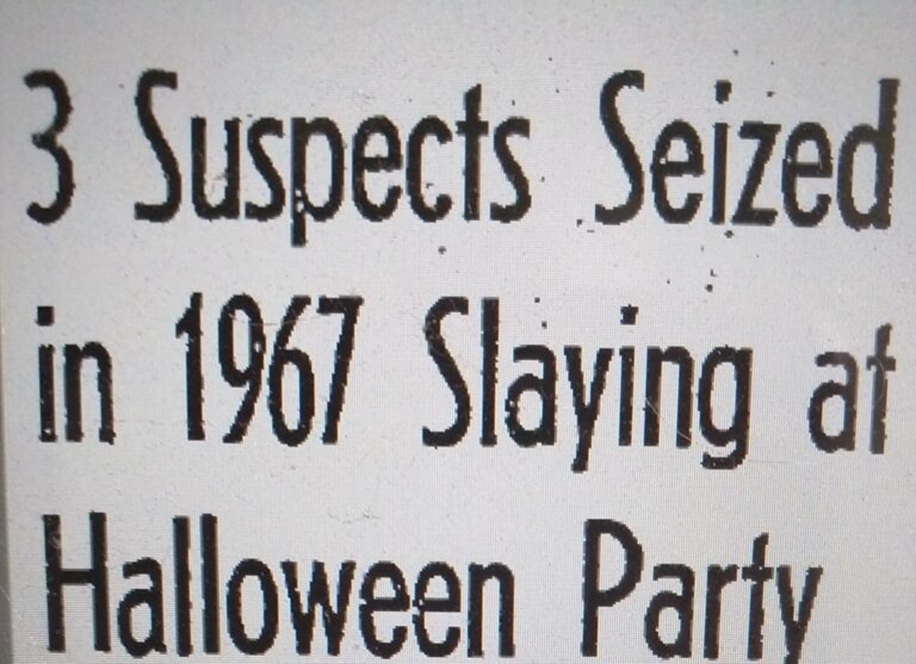 3 Suspects Seized
in 1967 Slaying at
Halloween Party